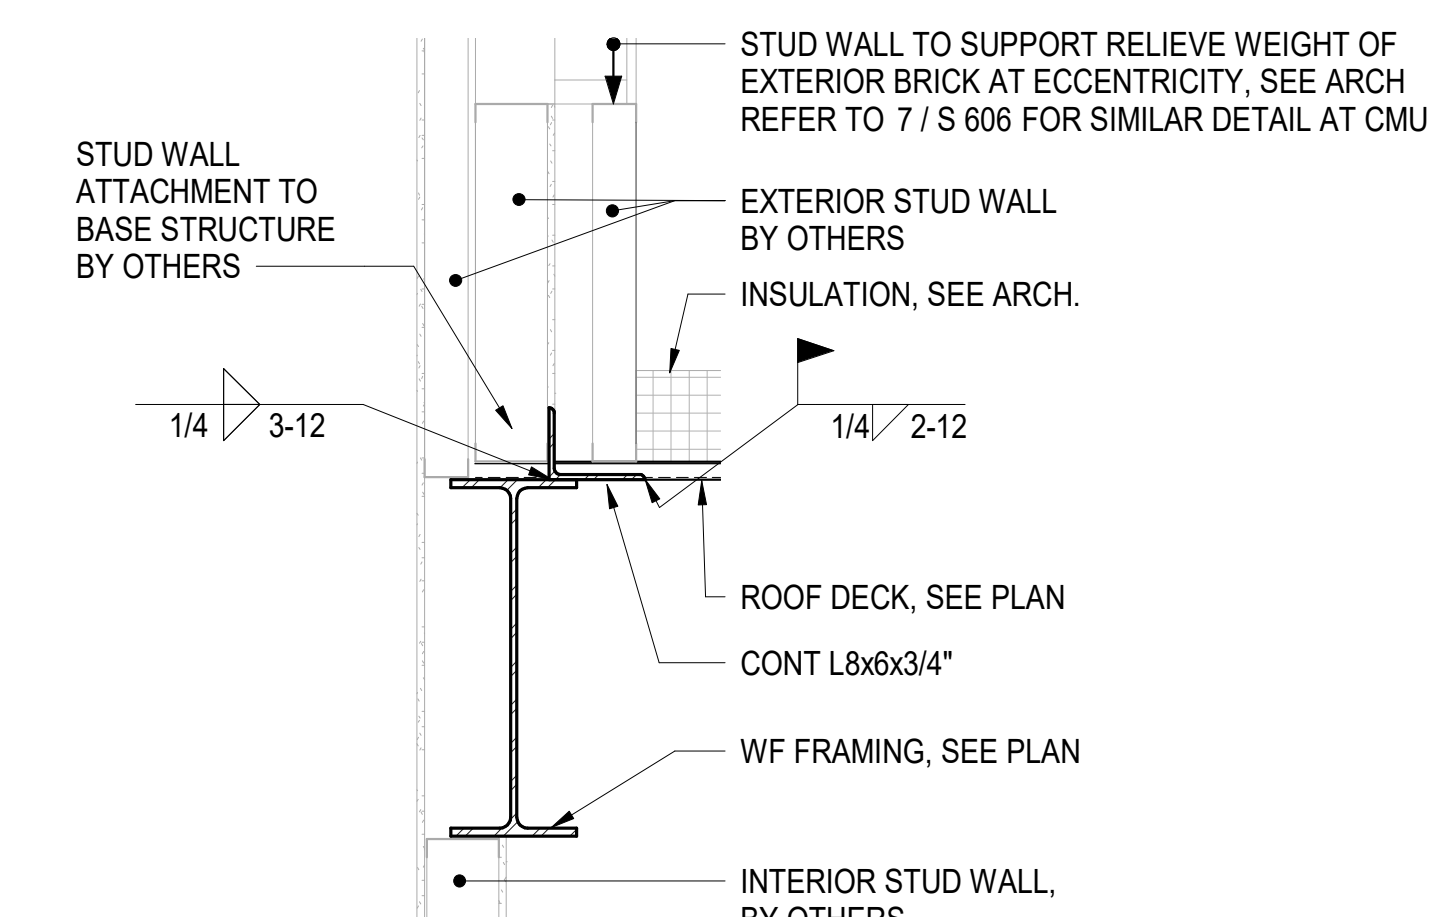 STUD WALL TO SUPPORT RELIEVE WEIGHT OF
EXTERIOR BRICK AT ECCENTRICITY, SEE ARCH
REFER TO 7 / S 606 FOR SIMILAR DETAIL AT CMU
STUD WALL
ATTACHMENT TO
BASE STRUCTURE
BY OTHERS
EXTERIOR STUD WALL
BY OTHERS
INSULATION, SEE ARCH.
1/4 3-12
1/4 2-12
ROOF DECK, SEE PLAN
CONT L8x6x3/4"
WF FRAMING, SEE PLAN
INTERIOR STUD WALL,
BY OTHERS